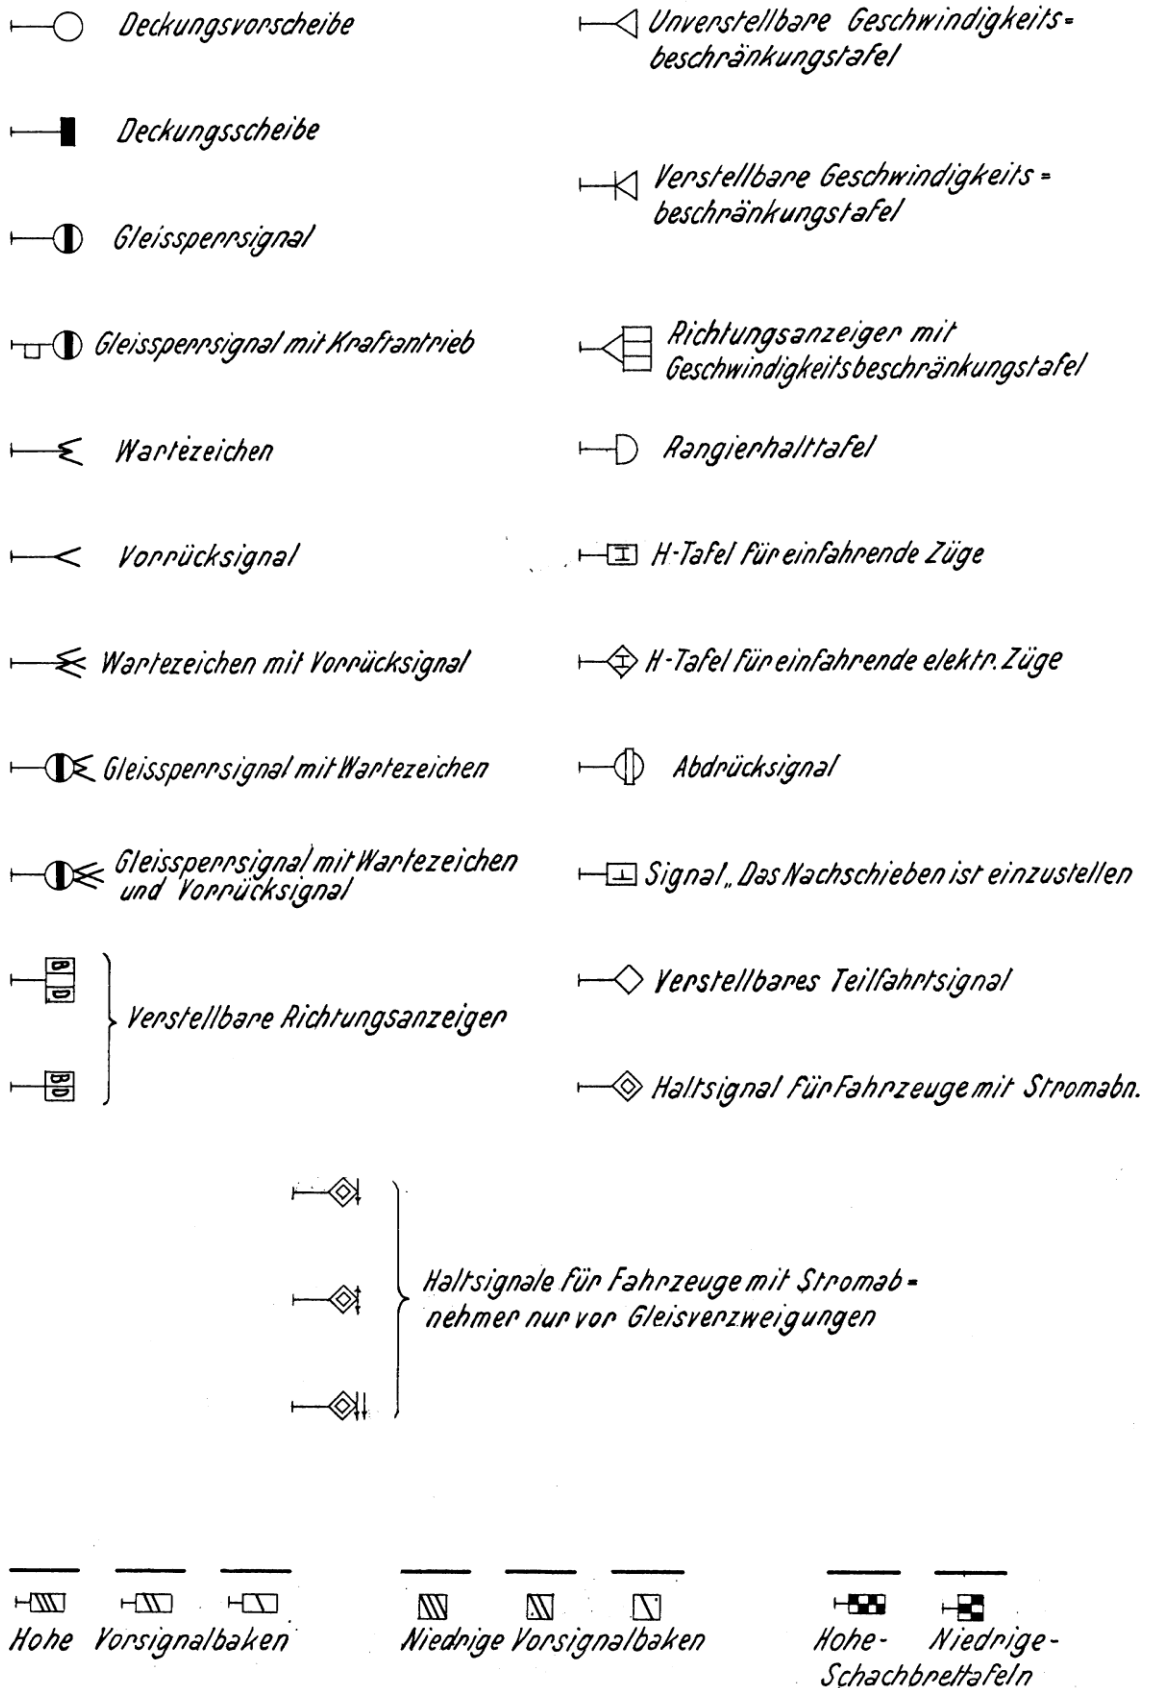 Deckungsvorscheibe
Deckungsscheibe
Gleissperrsignal
Gleissperrsignal mit Kraftantrieb
Wartezeichen
Vorrücksignal
Wartezeichen mit Vorrücksignal
Gleissperrsignal mit Wartezeichen
Gleissperrsignal mit Wartezeichen
und Vorrücksignal
B
D
Verstellbare Richtungsanzeiger
B
D
Unverstellbare Geschwindigkeits=
beschränkungstafel
Verstellbare Geschwindigkeits=
beschränkungstafel
Richtungsanzeiger mit
Geschwindigkeitsbeschränkungstafel
Rangierhalttafel
H-Tafel für einfahrende Züge
H-Tafel für einfahrende elektr. Züge
Abdrücksignal
Signal „Das Nachschieben ist einzustellen
Verstellbares Teilfahrtsignal
Haltsignal für Fahrzeuge mit Stromabn.
Haltsignale für Fahrzeuge mit Stromab=
nehmer nur vor Gleisverzweigungen
Hohe Vorsignalbaken
Niedrige Vorsignalbaken
Hohe- Niedrige-
Schachbrettafeln